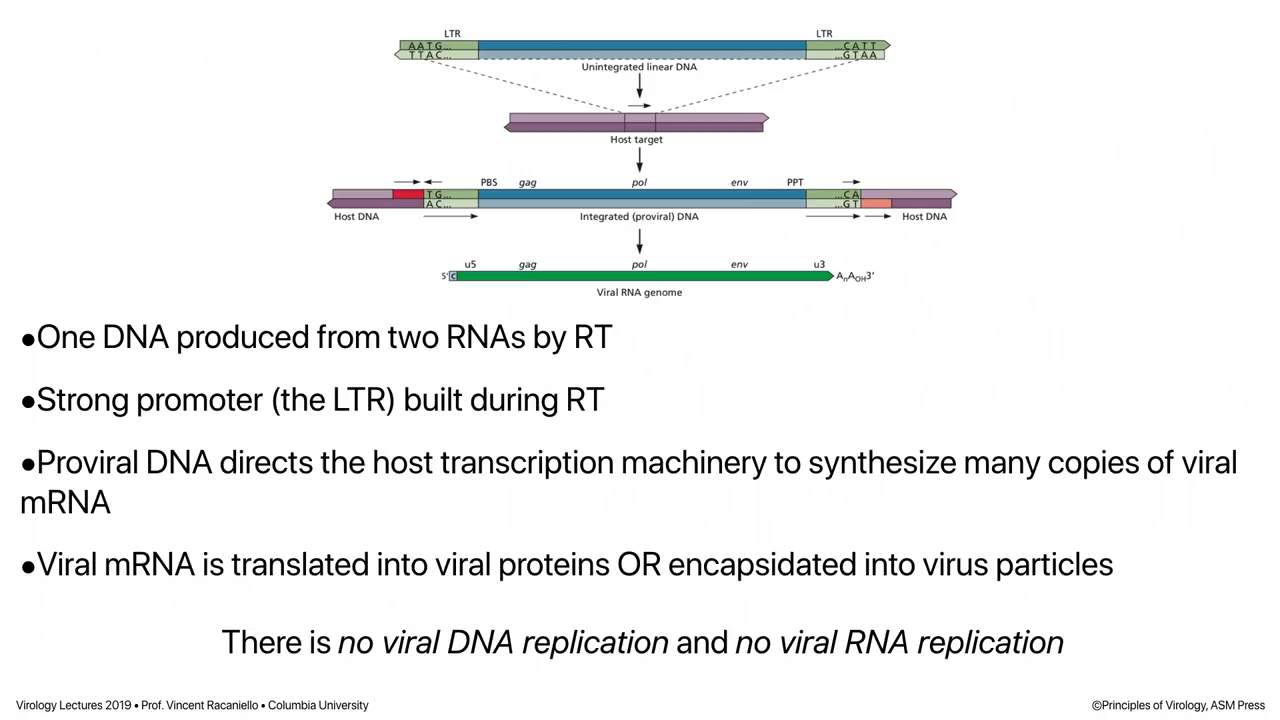 LTR LTR
AATG... ...CATT
TTAC... ...GTAA
Unintegrated linear DNA
Host target
PBS gag pol env PPT
TG... ...CA
AC... ...GT
Host DNA Integrated (proviral) DNA Host DNA
u5 gag pol env u3
5' c AnAOH3'
Viral RNA genome
•One DNA produced from two RNAs by RT
•Strong promoter (the LTR) built during RT
•Proviral DNA directs the host transcription machinery to synthesize many copies of viral
mRNA
•Viral mRNA is translated into viral proteins OR encapsidated into virus particles
There is no viral DNA replication and no viral RNA replication
Virology Lectures 2019 • Prof. Vincent Racaniello • Columbia University ©Principles of Virology, ASM Press